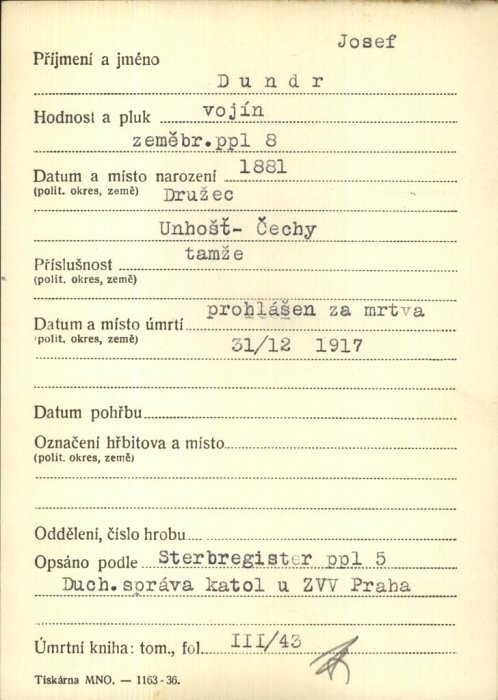 Josef
Příjmení a jméno
Dundr
Hodnost a pluk vojín
zeměbr.ppl 8
Datum a místo narození 1881
(polit. okres, země) Družec
Unhošť- Čechy
Příslušnost tamže
(polit. okres, země)
Datum a místo úmrtí prohlášen za mrtva
(polit. okres, země) 31/12 1917
Datum pohřbu
Označení hřbitova a místo
(polit. okres, země)
Oddělení, číslo hrobu
Opsáno podle Sterbregister ppl 5
Duch.správa katol u ZVV Praha
Úmrtní kniha: tom., fol. III/43
Tiskárna MNO. — 1163-36.